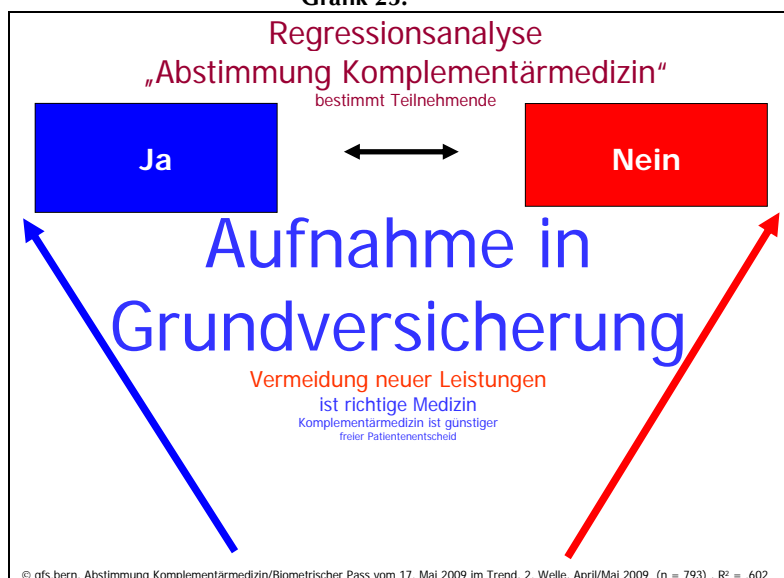 Grafik 25:
Regressionsanalyse
„Abstimmung Komplementärmedizin“
bestimmt Teilnehmende
Ja
Nein
Aufnahme in
Grundversicherung
Vermeidung neuer Leistungen
ist richtige Medizin
Komplementärmedizin ist günstiger
freier Patientenentscheid
© gfs.bern, Abstimmung Komplementärmedizin/Biometrischer Pass vom 17. Mai 2009 im Trend, 2. Welle, April/Mai 2009, (n = 793) , R² = .602